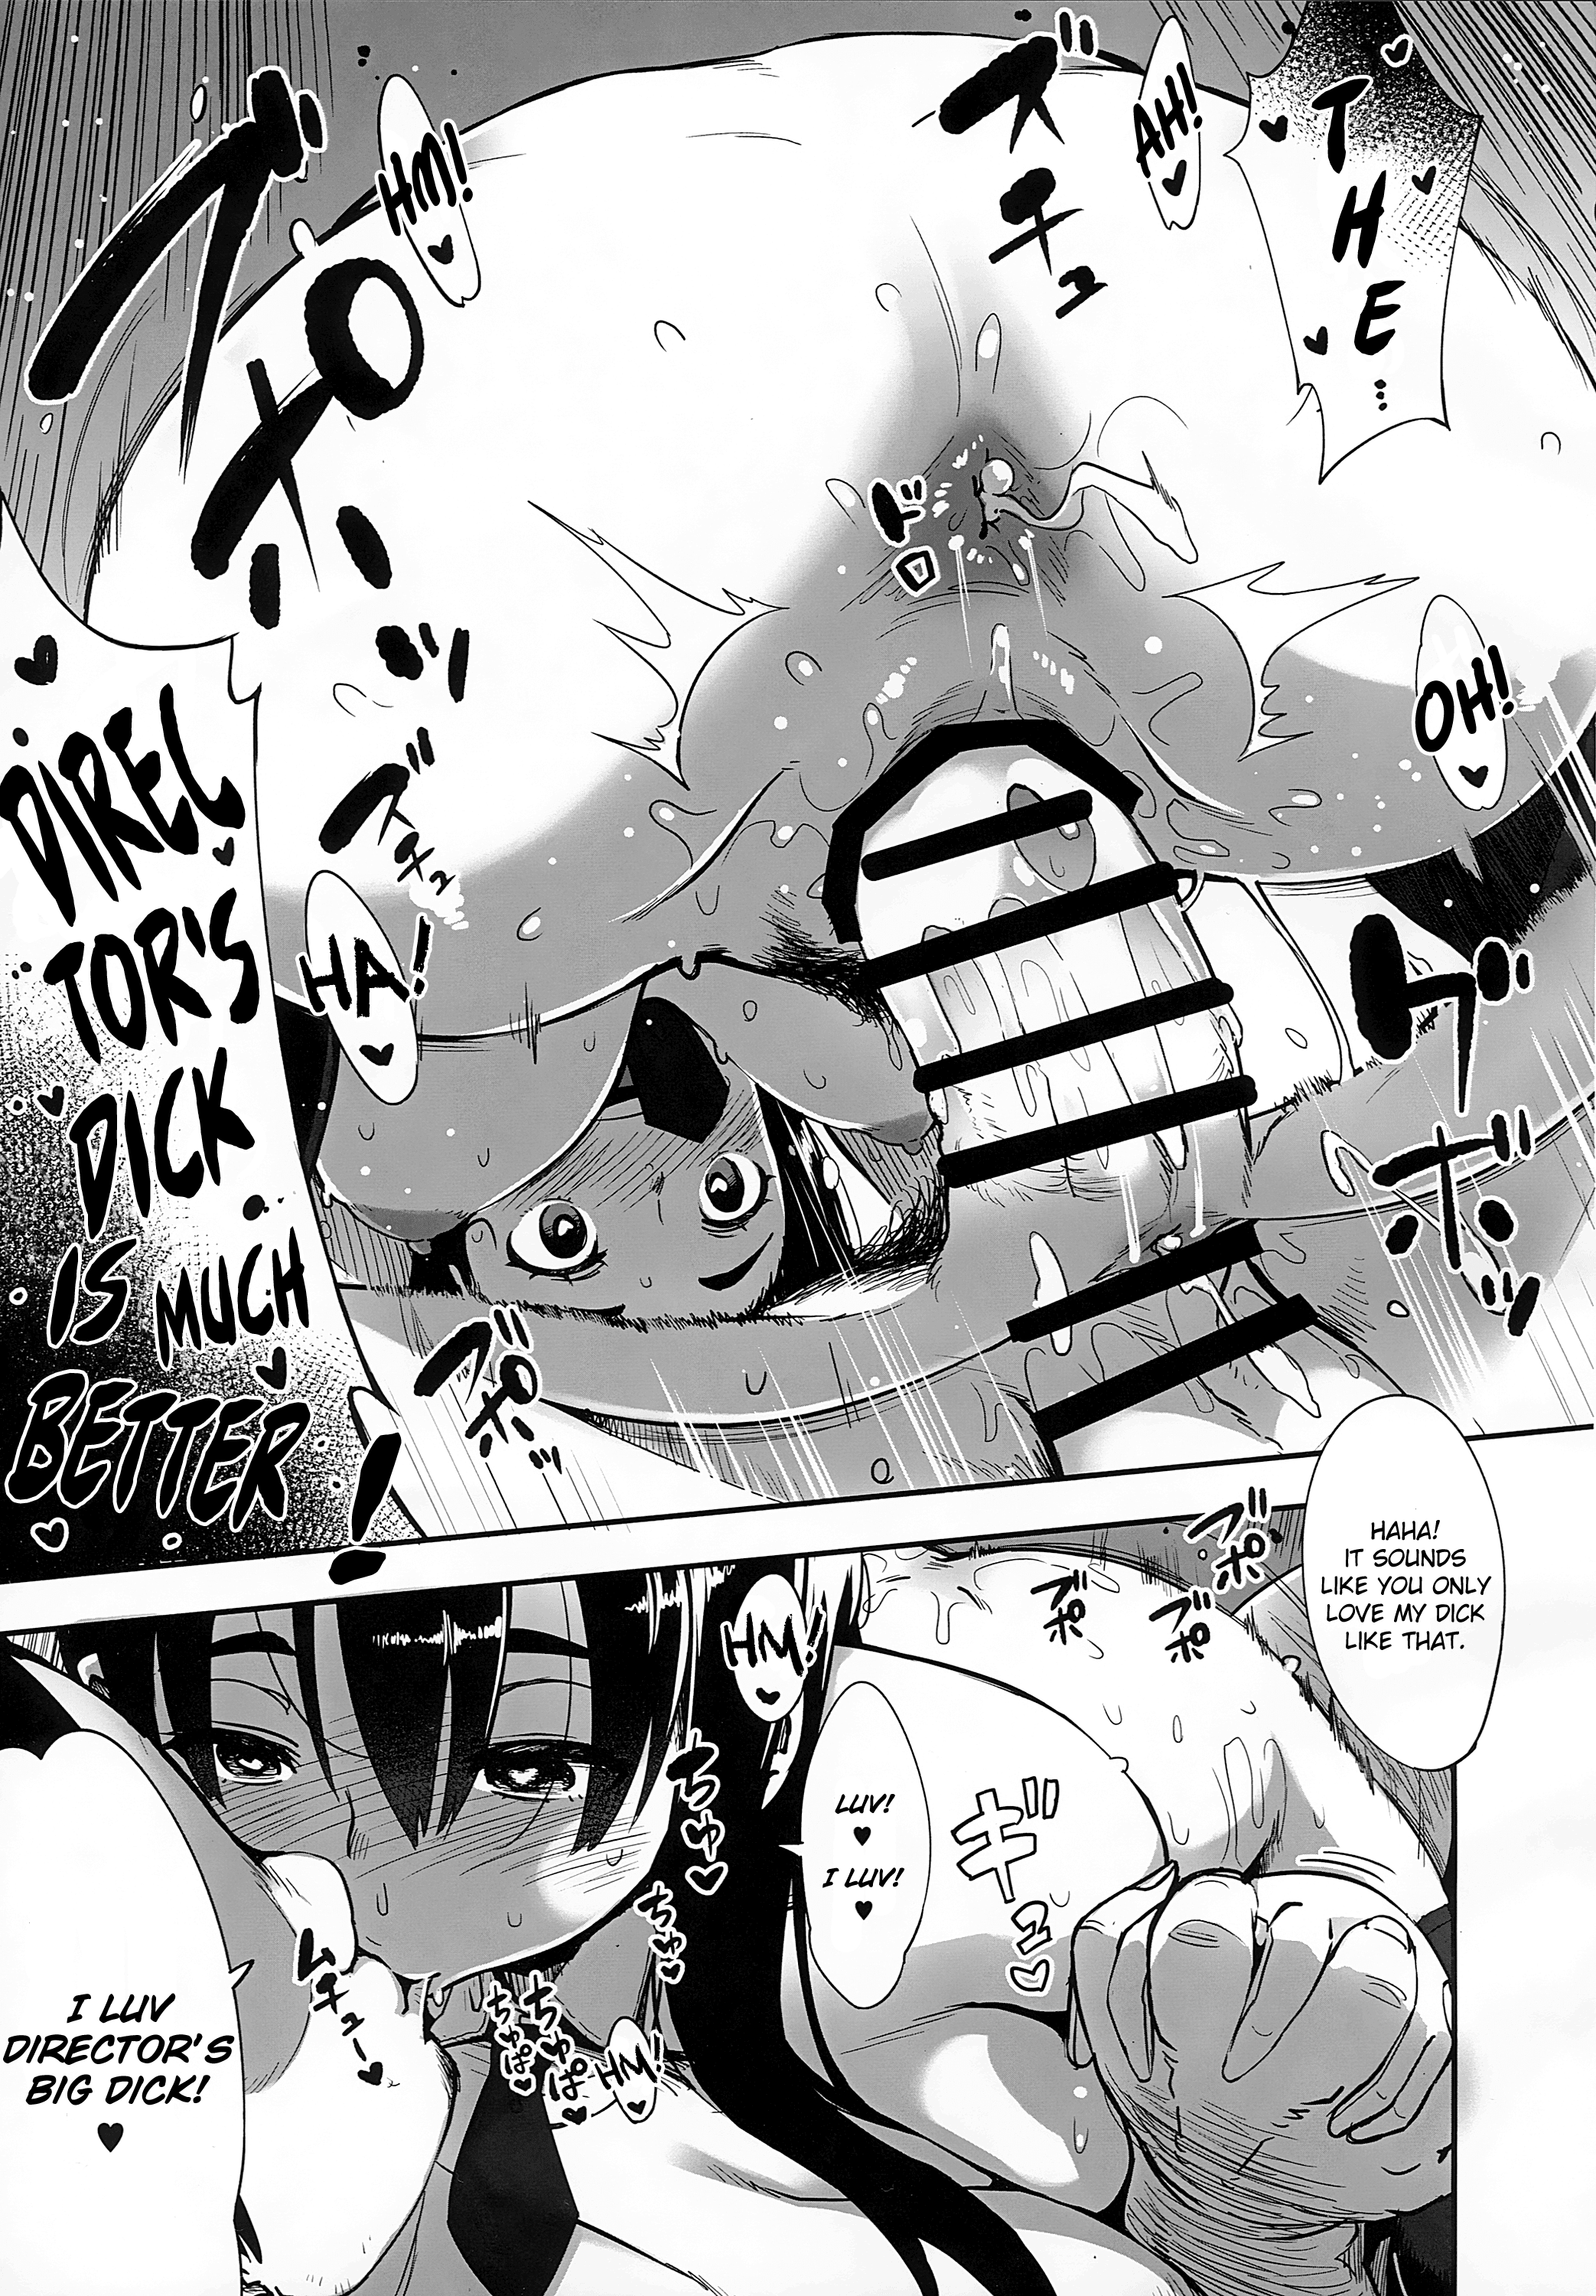 T
H
E
...
AH!
ズ
チュ
HM!
ブ
ポッ
OH!
ドロ
ズ
チュ
HA!
DIREC
TOR'S
DICK
IS MUCH
BETTER
!
ブ
ポッ
HAHA!
IT SOUNDS
LIKE YOU ONLY
LOVE MY DICK
LIKE THAT.
ブポ
ブポ
ブポ
HM!
LUV!
♥
I LUV!
♥
ギュ♡
ちゅ♡
ちゅ♡
ちゅぱ♡
ちゅぱ♡
HM!
ムチュー♡
I LUV
DIRECTOR'S
BIG DICK!
♥